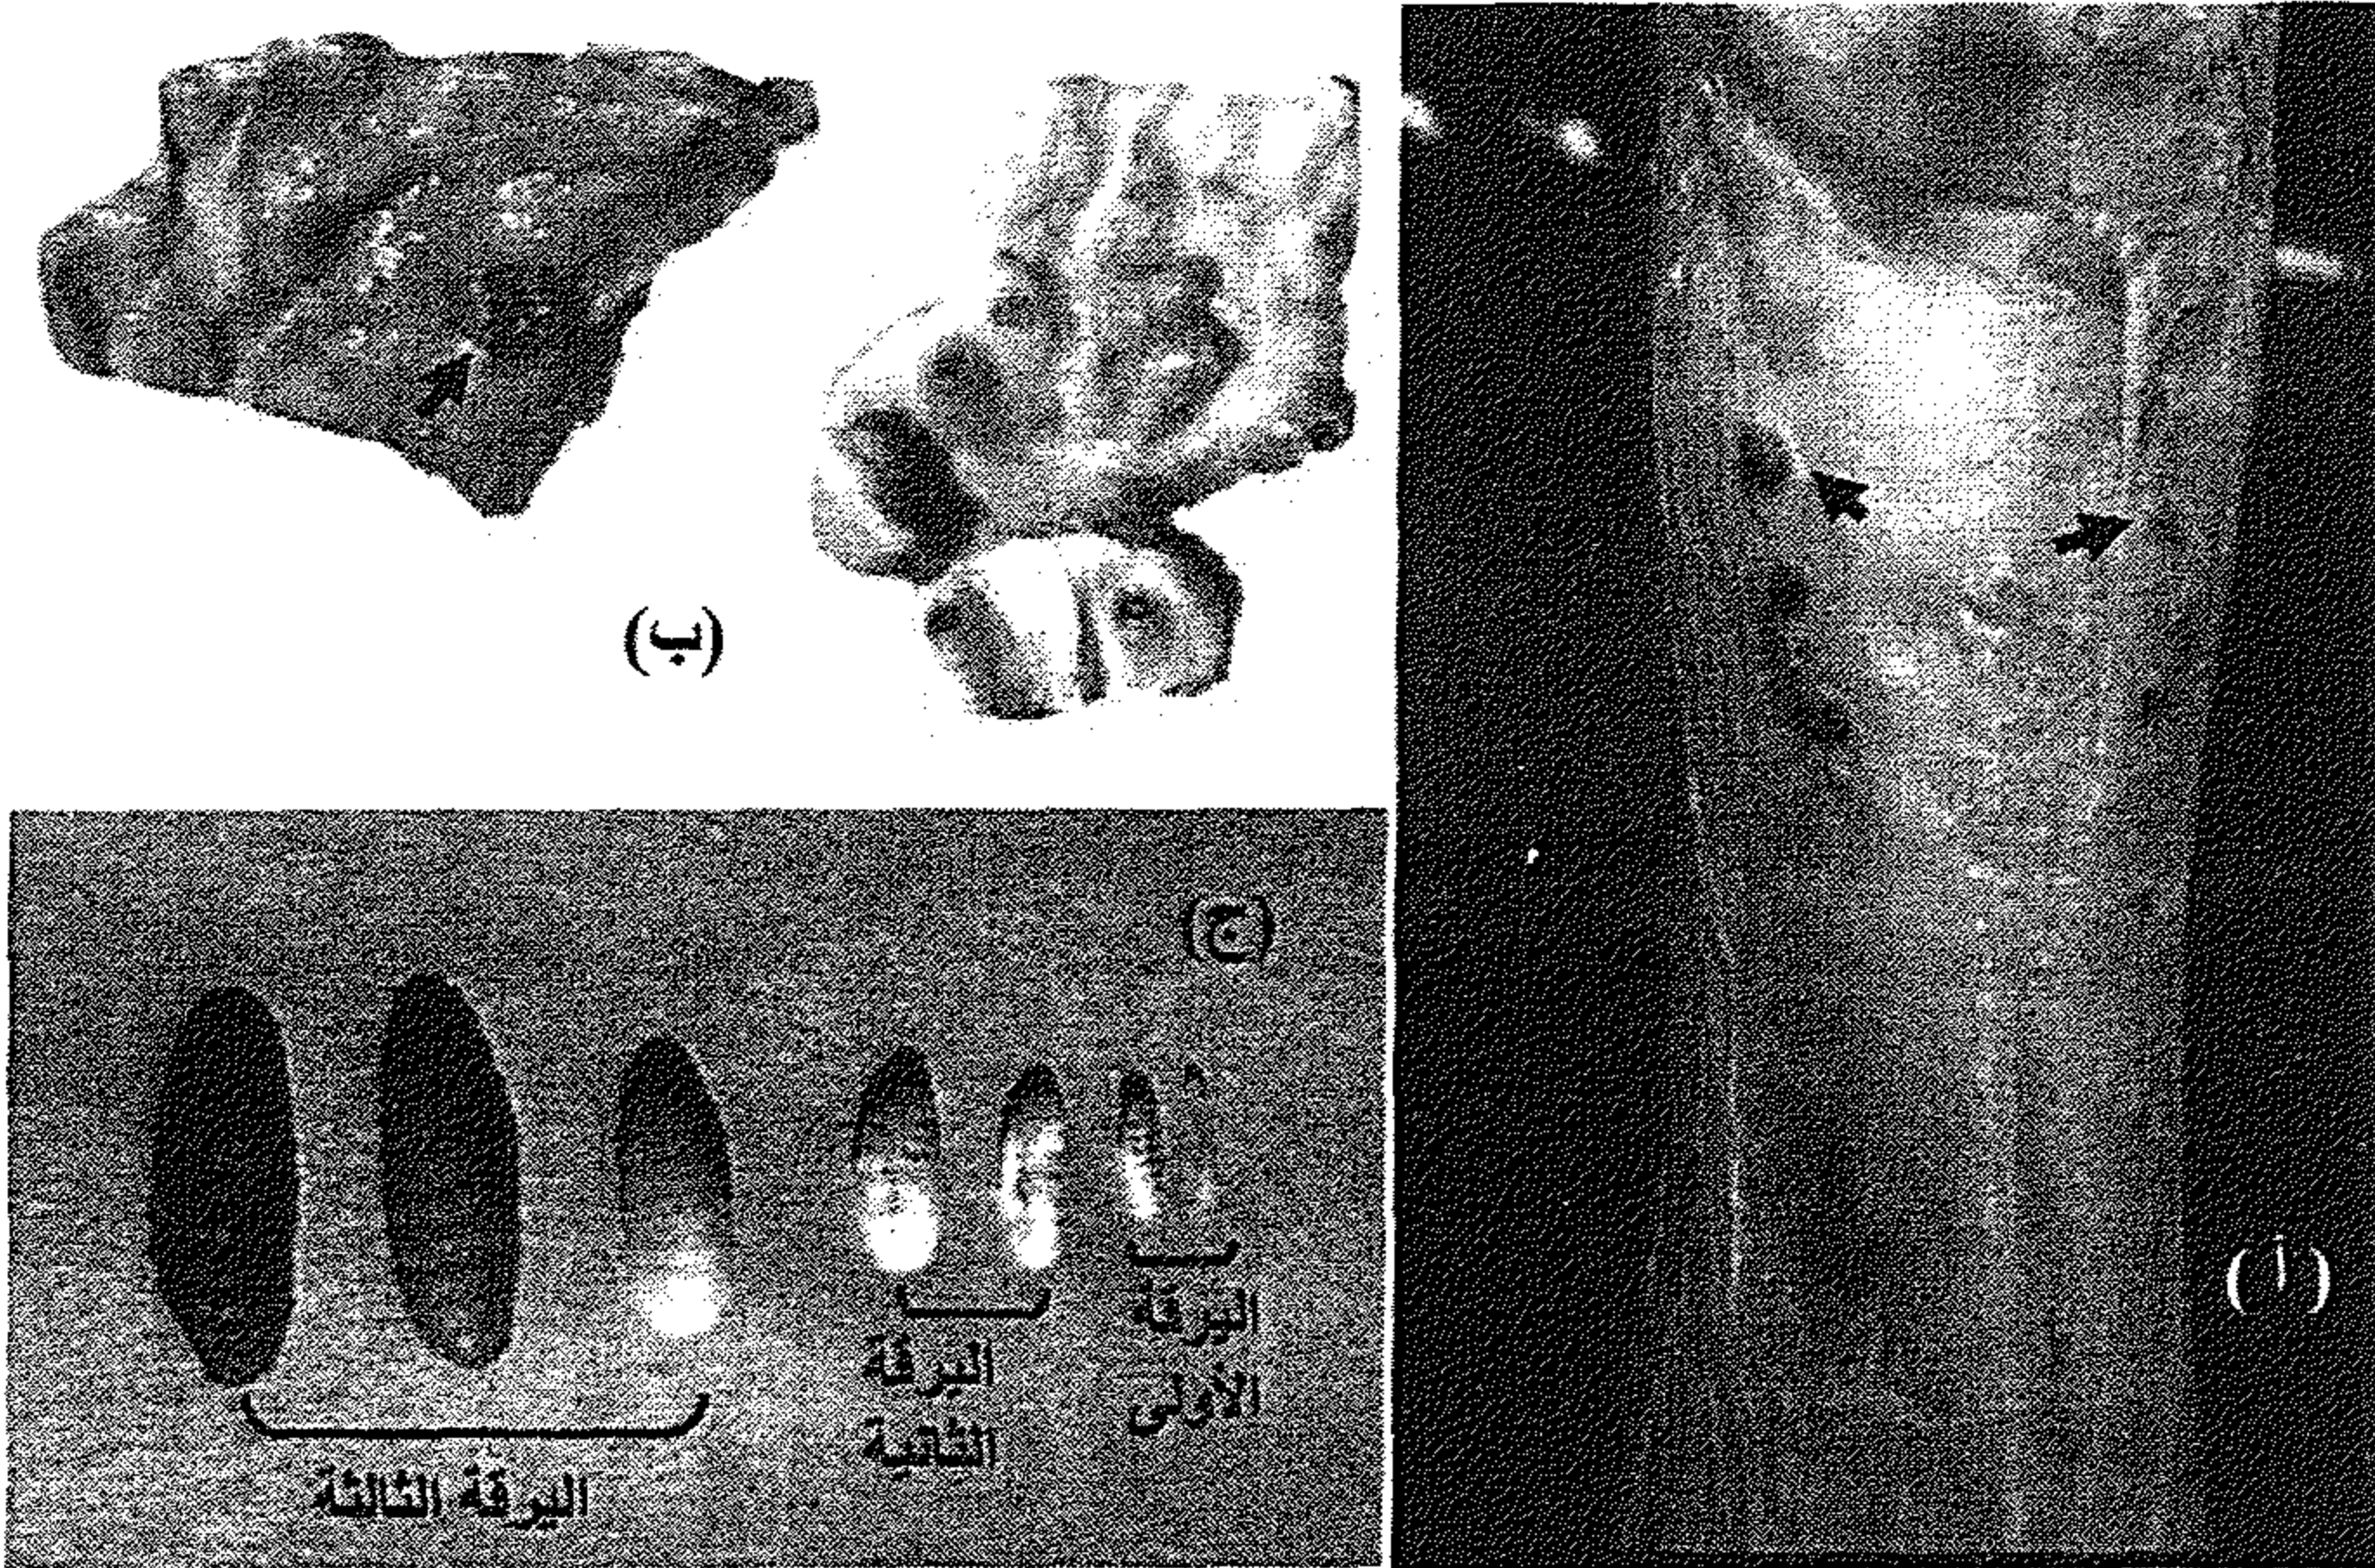 (أ)
(ب)
(ج)
اليرقة
الأولى
اليرقة
الثانية
اليرقة الثالثة